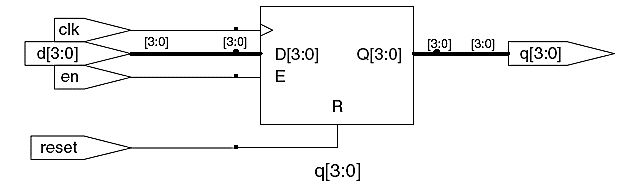 clk
[3:0] [3:0] [3:0] [3:0]
d[3:0] D[3:0] Q[3:0] q[3:0]
en E
R
reset
q[3:0]